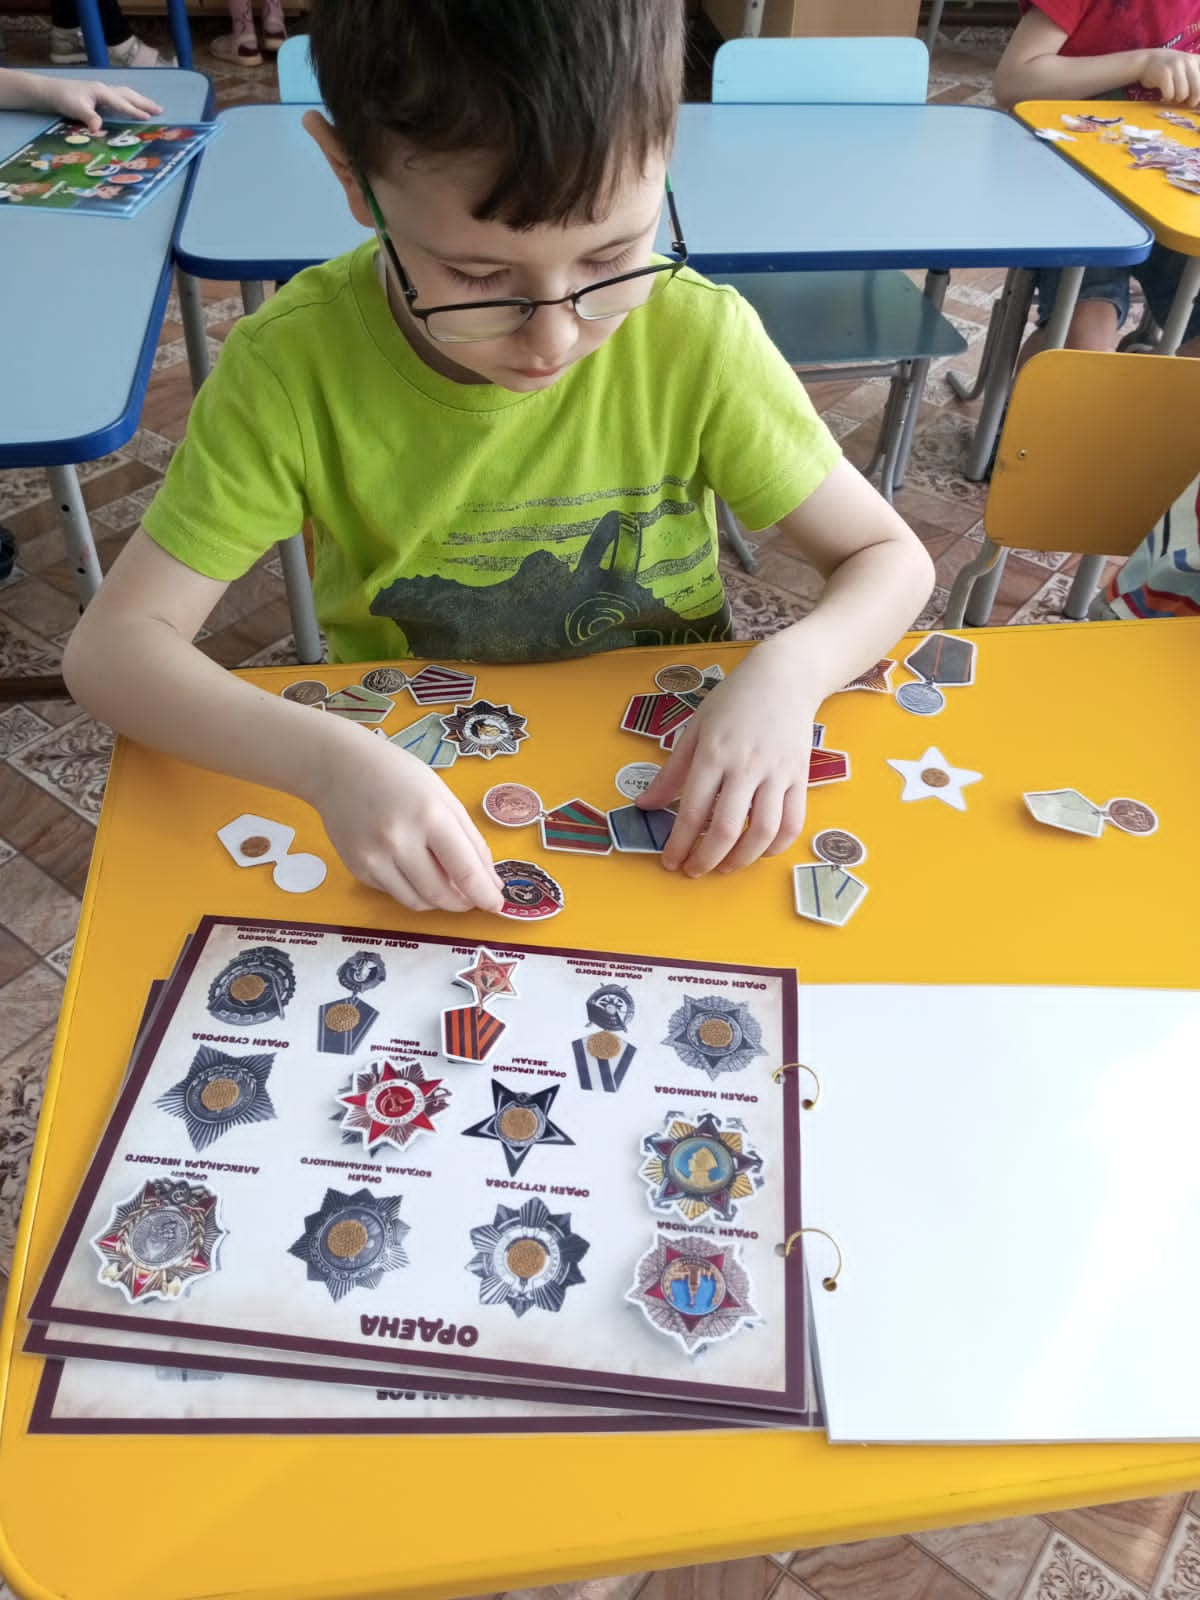 ОРДЕНА
ОРДЕН УШАКОВА
ОРДЕН КУТУЗОВА
ОРДЕН
БОГДАНА ХМЕЛЬНИЦКОГО
ОРДЕН
АЛЕКСАНДРА НЕВСКОГО
ОРДЕН НАХИМОВА
ОРДЕН КРАСНОЙ
ЗВЕЗДЫ
ОТЕЧЕСТВЕННОЙ
ВОЙНЫ
ОРДЕН СУВОРОВА
ОРДЕН «ПОБЕДА»
ОРДЕН БОЕВОГО
КРАСНОГО ЗНАМЕНИ
ОРДЕН ЛЕНИНА
ОРДЕН ТРУДОВОГО
КРАСНОГО ЗНАМЕНИ
СССР
DINO